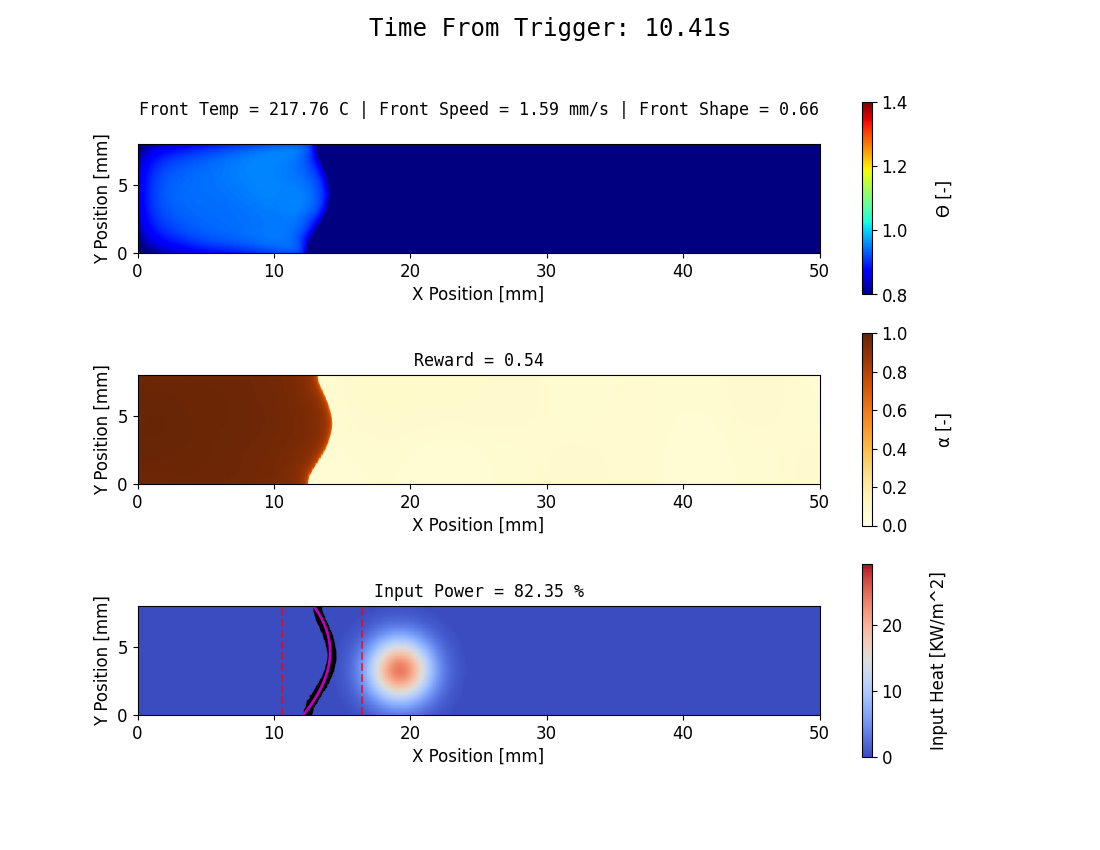 Time From Trigger: 10.41s
Front Temp = 217.76 C | Front Speed = 1.59 mm/s | Front Shape = 0.66
Y Position [mm]
5
0
0 10 20 30 40 50
X Position [mm]
1.4
1.2
1.0
0.8
Θ [-]
Reward = 0.54
Y Position [mm]
5
0
0 10 20 30 40 50
X Position [mm]
1.0
0.8
0.6
0.4
0.2
0.0
α [-]
Input Power = 82.35 %
Y Position [mm]
5
0
0 10 20 30 40 50
X Position [mm]
20
10
0
Input Heat [KW/m^2]